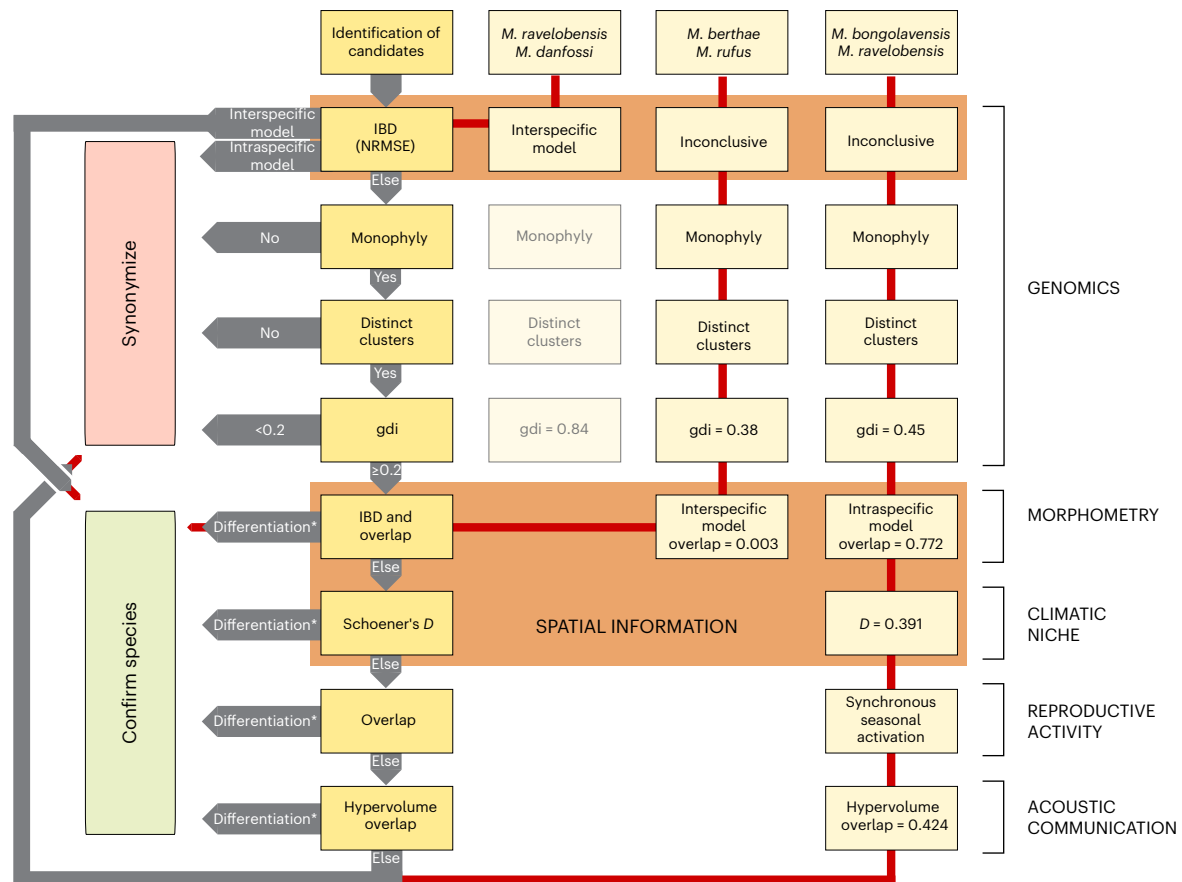 Identification of
candidates
M. ravelobensis
M. danfossi
M. berthae
M. rufus
M. bongolavensis
M. ravelobensis
Interspecific
model
Intraspecific
model
IBD
(NRMSE)
Interspecific
model
Inconclusive
Inconclusive
Else
No
Monophyly
Monophyly
Monophyly
Monophyly
Yes
No
Distinct
clusters
Distinct
clusters
Distinct
clusters
Distinct
clusters
Yes
<0.2
gdi
gdi = 0.84
gdi = 0.38
gdi = 0.45
≥0.2
GENOMICS
Synonymize
Differentiation*
IBD and
overlap
Interspecific
model
overlap = 0.003
Intraspecific
model
overlap = 0.772
MORPHOMETRY
Else
Differentiation*
Schoener's D
SPATIAL INFORMATION
D = 0.391
CLIMATIC
NICHE
Else
Confirm species
Differentiation*
Overlap
Synchronous
seasonal
activation
REPRODUCTIVE
ACTIVITY
Else
Differentiation*
Hypervolume
overlap
Hypervolume
overlap = 0.424
ACOUSTIC
COMMUNICATION
Else